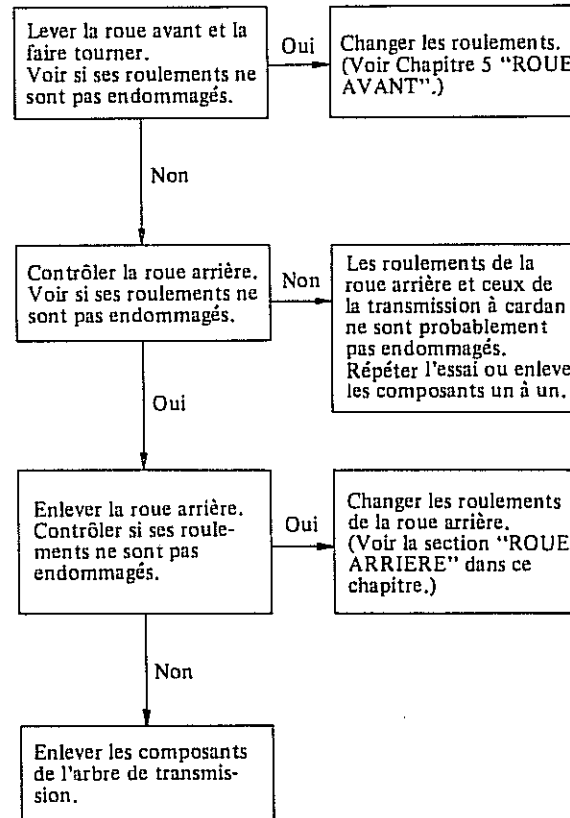 Lever la roue avant et la
faire tourner.
Voir si ses roulements ne
sont pas endommagés.
Oui
Changer les roulements.
(Voir Chapitre 5 “ROUE
AVANT”.)
Non
Contrôler la roue arrière.
Voir si ses roulements ne
sont pas endommagés.
Non
Les roulements de la
roue arrière et ceux de
la transmission à cardan
ne sont probablement
pas endommagés.
Répéter l'essai ou enleve
les composants un à un.
Oui
Enlever la roue arrière.
Contrôler si ses roule-
ments ne sont pas
endommagés.
Oui
Changer les roulements
de la roue arrière.
(Voir la section “ROUE
ARRIERE” dans ce
chapitre.)
Non
Enlever les composants
de l'arbre de transmis-
sion.